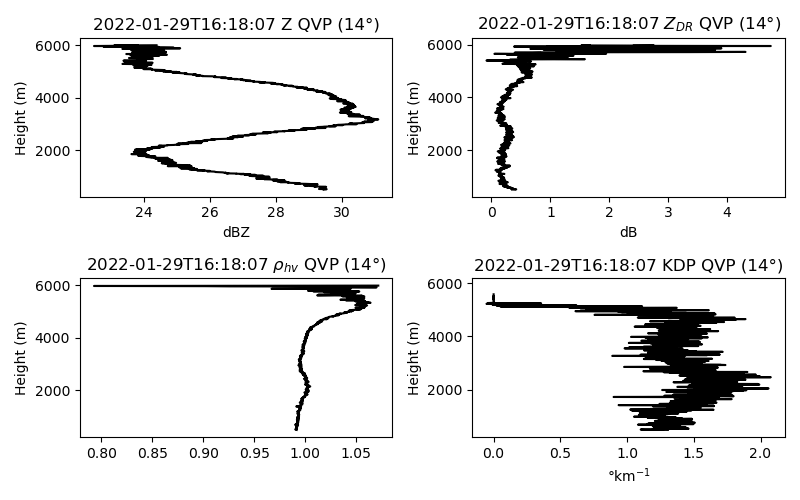 2022-01-29T16:18:07 Z QVP (14°)
6000
4000
2000
Height (m)
24 26 28 30
dBZ
2022-01-29T16:18:07 Z_DR QVP (14°)
6000
4000
2000
Height (m)
0 1 2 3 4
dB
2022-01-29T16:18:07 ρ_hv QVP (14°)
6000
4000
2000
Height (m)
0.80 0.85 0.90 0.95 1.00 1.05
2022-01-29T16:18:07 KDP QVP (14°)
6000
4000
2000
Height (m)
0.0 0.5 1.0 1.5 2.0
°km⁻¹